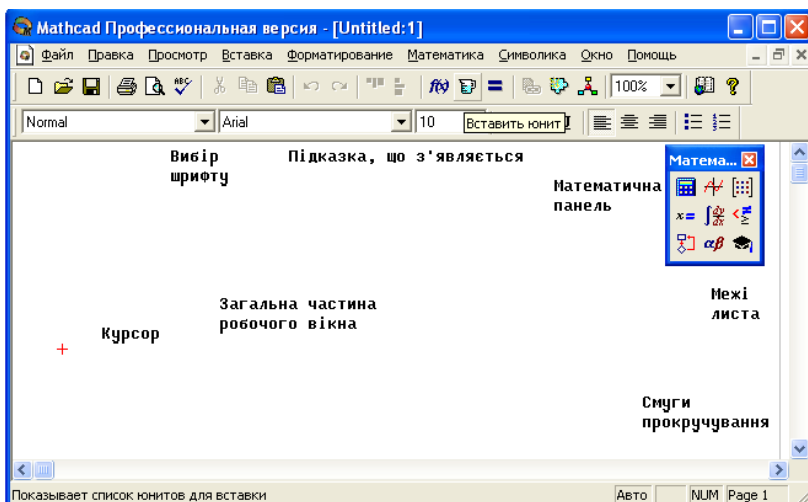 Mathcad Профессиональная версия - [Untitled:1]
Файл Правка Просмотр Вставка Форматирование Математика Символика Окно Помощь
100%
Normal Arial 10 Вставить юнит
Вибір шрифту
Підказка, що з'являється
Матема...
Математична панель
Межі листа
Загальна частина робочого вікна
Курсор
Смуги прокручування
Показывает список юнитов для вставки Авто NUM Page 1